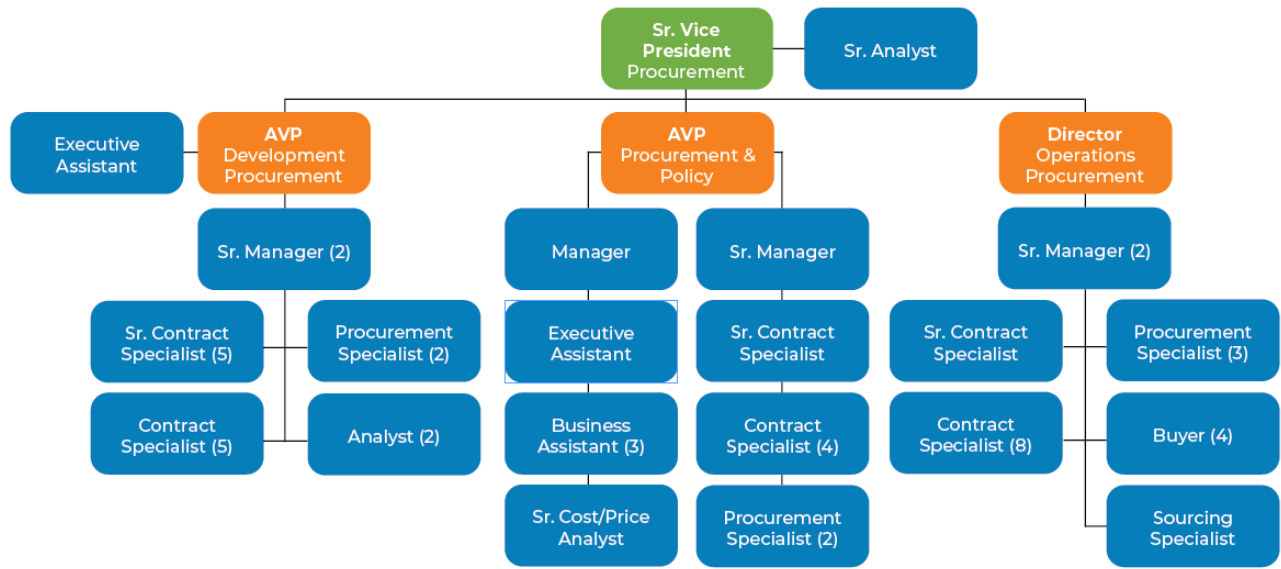 Sr. Vice
President
Procurement
Sr. Analyst
Executive
Assistant
AVP
Development
Procurement
AVP
Procurement &
Policy
Director
Operations
Procurement
Sr. Manager (2)
Manager
Sr. Manager
Sr. Manager (2)
Sr. Contract
Specialist (5)
Procurement
Specialist (2)
Executive
Assistant
Sr. Contract
Specialist
Sr. Contract
Specialist
Procurement
Specialist (3)
Contract
Specialist (5)
Analyst (2)
Business
Assistant (3)
Contract
Specialist (4)
Contract
Specialist (8)
Buyer (4)
Sr. Cost/Price
Analyst
Procurement
Specialist (2)
Sourcing
Specialist